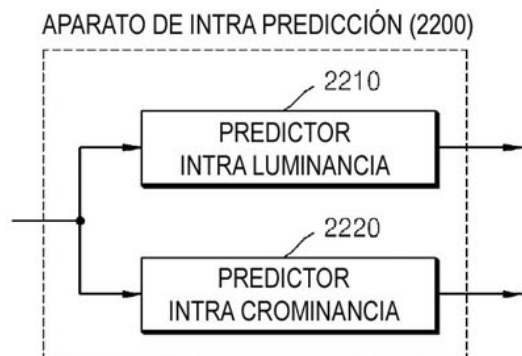 APARATO DE INTRA PREDICCIÓN (2200)
2210
PREDICTOR
INTRA LUMINANCIA
2220
PREDICTOR
INTRA CROMINANCIA